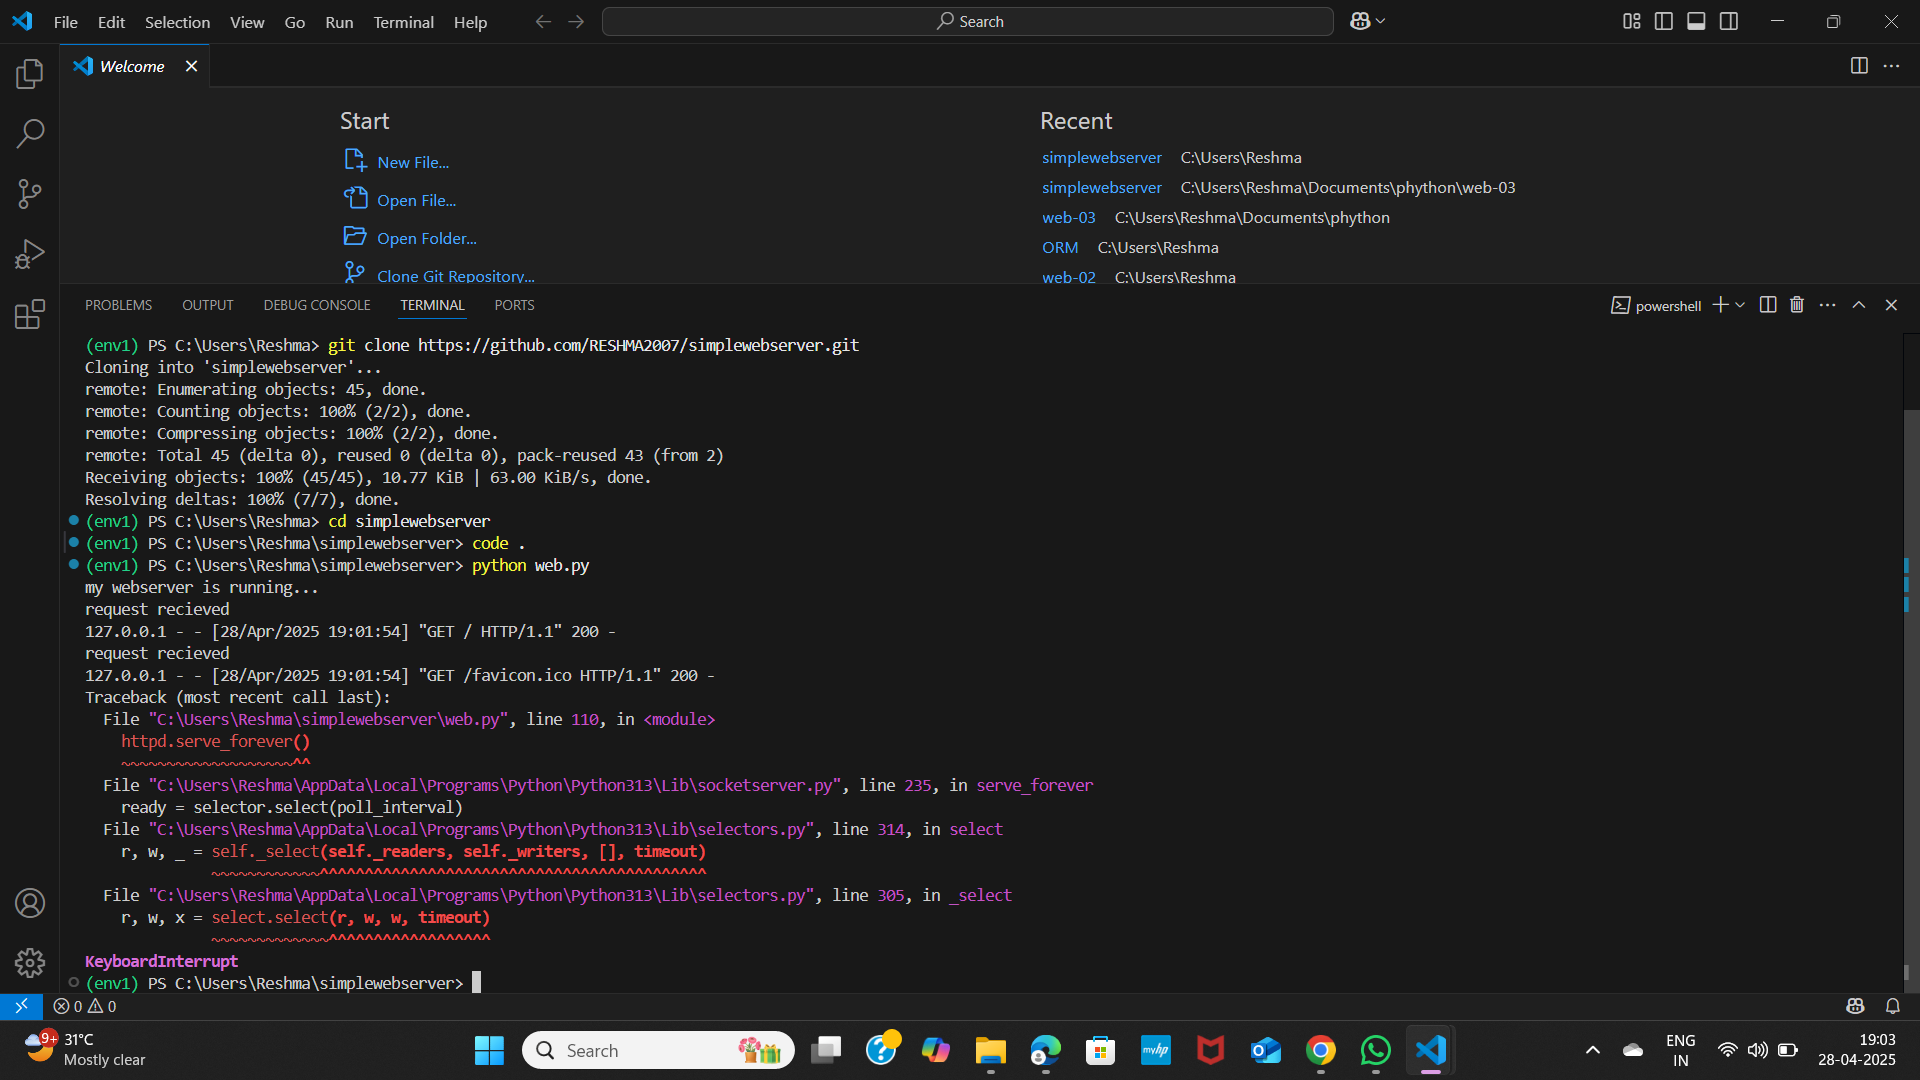 File Edit Selection View Go Run Terminal Help
Search
Welcome
Start
Recent
New File...
simplewebserver C:\Users\Reshma
simplewebserver C:\Users\Reshma\Documents\phython\web-03
Open File...
web-03 C:\Users\Reshma\Documents\phython
Open Folder...
ORM C:\Users\Reshma
Clone Git Repository...
web-02 C:\Users\Reshma
PROBLEMS OUTPUT DEBUG CONSOLE TERMINAL PORTS
powershell
(env1) PS C:\Users\Reshma> git clone https://github.com/RESHMA2007/simplewebserver.git
Cloning into 'simplewebserver'...
remote: Enumerating objects: 45, done.
remote: Counting objects: 100% (2/2), done.
remote: Compressing objects: 100% (2/2), done.
remote: Total 45 (delta 0), reused 0 (delta 0), pack-reused 43 (from 2)
Receiving objects: 100% (45/45), 10.77 KiB | 63.00 KiB/s, done.
Resolving deltas: 100% (7/7), done.
(env1) PS C:\Users\Reshma> cd simplewebserver
(env1) PS C:\Users\Reshma\simplewebserver> code .
(env1) PS C:\Users\Reshma\simplewebserver> python web.py
my webserver is running...
request recieved
127.0.0.1 - - [28/Apr/2025 19:01:54] "GET / HTTP/1.1" 200 -
request recieved
127.0.0.1 - - [28/Apr/2025 19:01:54] "GET /favicon.ico HTTP/1.1" 200 -
Traceback (most recent call last):
File "C:\Users\Reshma\simplewebserver\web.py", line 110, in <module>
httpd.serve_forever()
~~~~~~~~~~~~~~~~~~~^^
File "C:\Users\Reshma\AppData\Local\Programs\Python\Python313\Lib\socketserver.py", line 235, in serve_forever
ready = selector.select(poll_interval)
File "C:\Users\Reshma\AppData\Local\Programs\Python\Python313\Lib\selectors.py", line 314, in select
r, w, _ = self._select(self._readers, self._writers, [], timeout)
~~~~~~~~~~~~^^^^^^^^^^^^^^^^^^^^^^^^^^^^^^^^^^^^^^^^^^^
File "C:\Users\Reshma\AppData\Local\Programs\Python\Python313\Lib\selectors.py", line 305, in _select
r, w, x = select.select(r, w, w, timeout)
~~~~~~~~~~~~~^^^^^^^^^^^^^^^^^^
KeyboardInterrupt
(env1) PS C:\Users\Reshma\simplewebserver>
0 0
9+
31°C
Mostly clear
Search
myhp
ENG
IN
19:03
28-04-2025